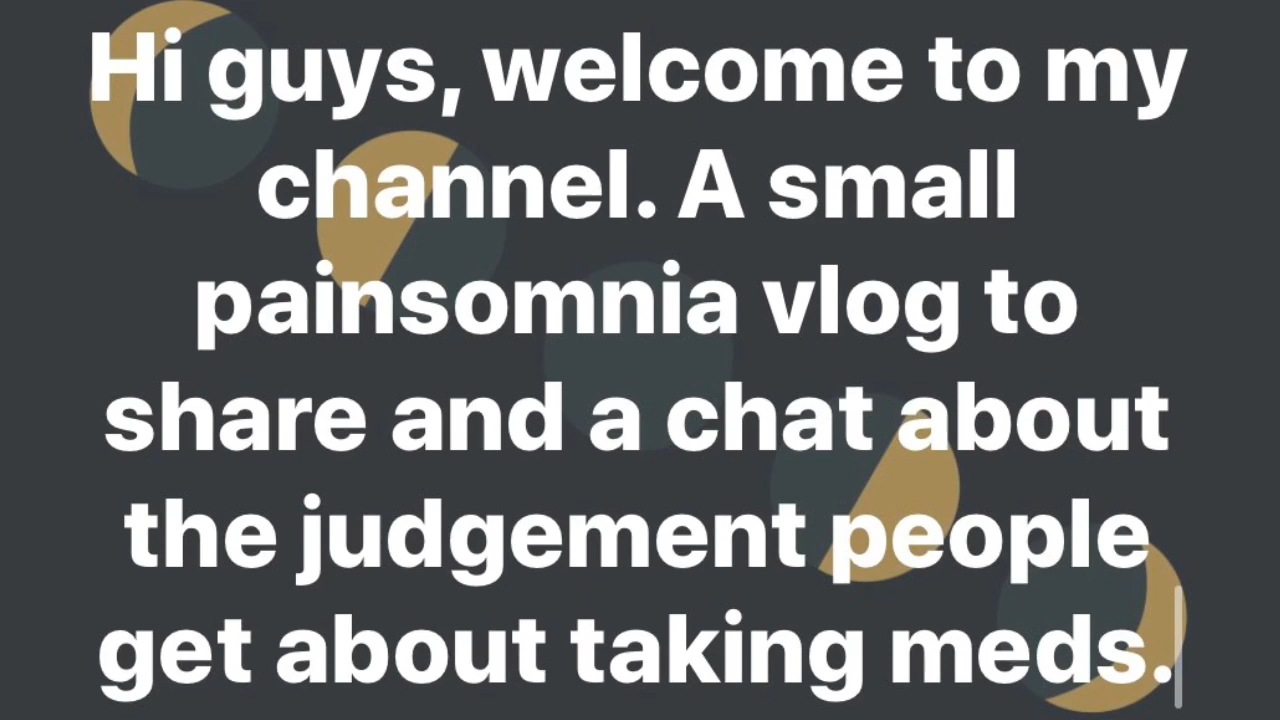 Hi guys, welcome to my
channel. A small
painsomnia vlog to
share and a chat about
the judgement people
get about taking meds.